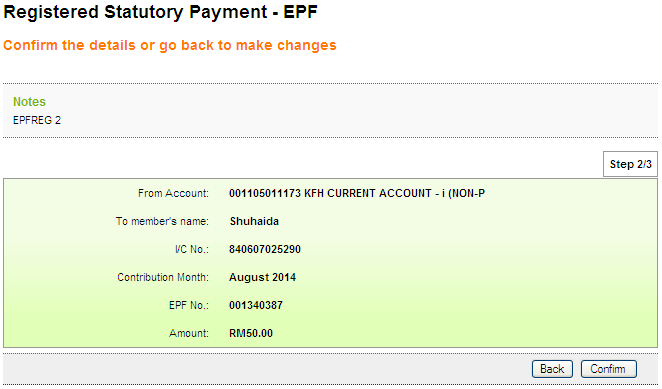 Registered Statutory Payment - EPF
Confirm the details or go back to make changes
Notes
EPFREG 2
Step 2/3
From Account: 001105011173 KFH CURRENT ACCOUNT - i (NON-P
To member's name: Shuhaida
I/C No.: 840607025290
Contribution Month: August 2014
EPF No.: 001340387
Amount: RM50.00
Back Confirm